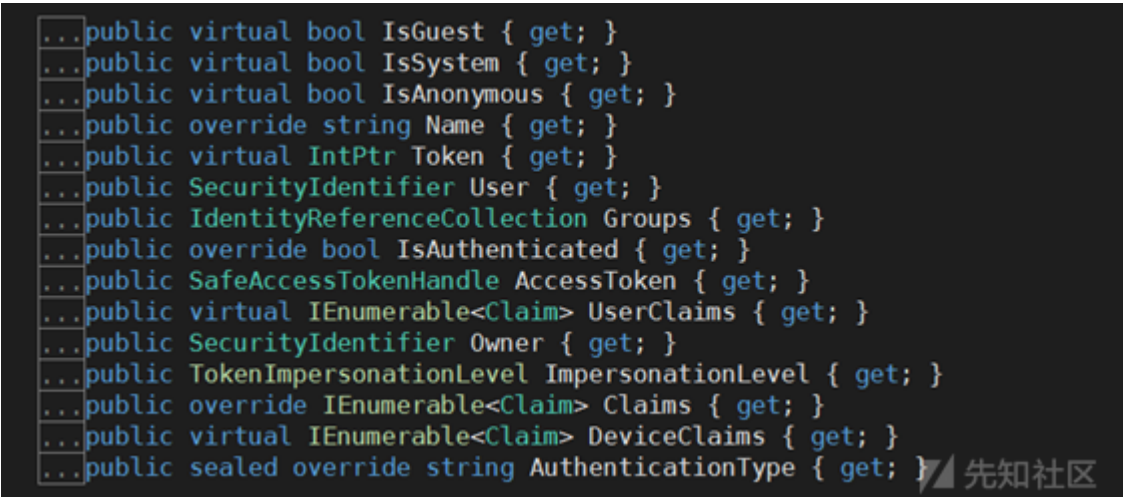 ...public virtual bool IsGuest { get; }
...public virtual bool IsSystem { get; }
...public virtual bool IsAnonymous { get; }
...public override string Name { get; }
...public virtual IntPtr Token { get; }
...public SecurityIdentifier User { get; }
...public IdentityReferenceCollection Groups { get; }
...public override bool IsAuthenticated { get; }
...public SafeAccessTokenHandle AccessToken { get; }
...public virtual IEnumerable<Claim> UserClaims { get; }
...public SecurityIdentifier Owner { get; }
...public TokenImpersonationLevel ImpersonationLevel { get; }
...public override IEnumerable<Claim> Claims { get; }
...public virtual IEnumerable<Claim> DeviceClaims { get; }
...public sealed override string AuthenticationType { get; }
先知社区